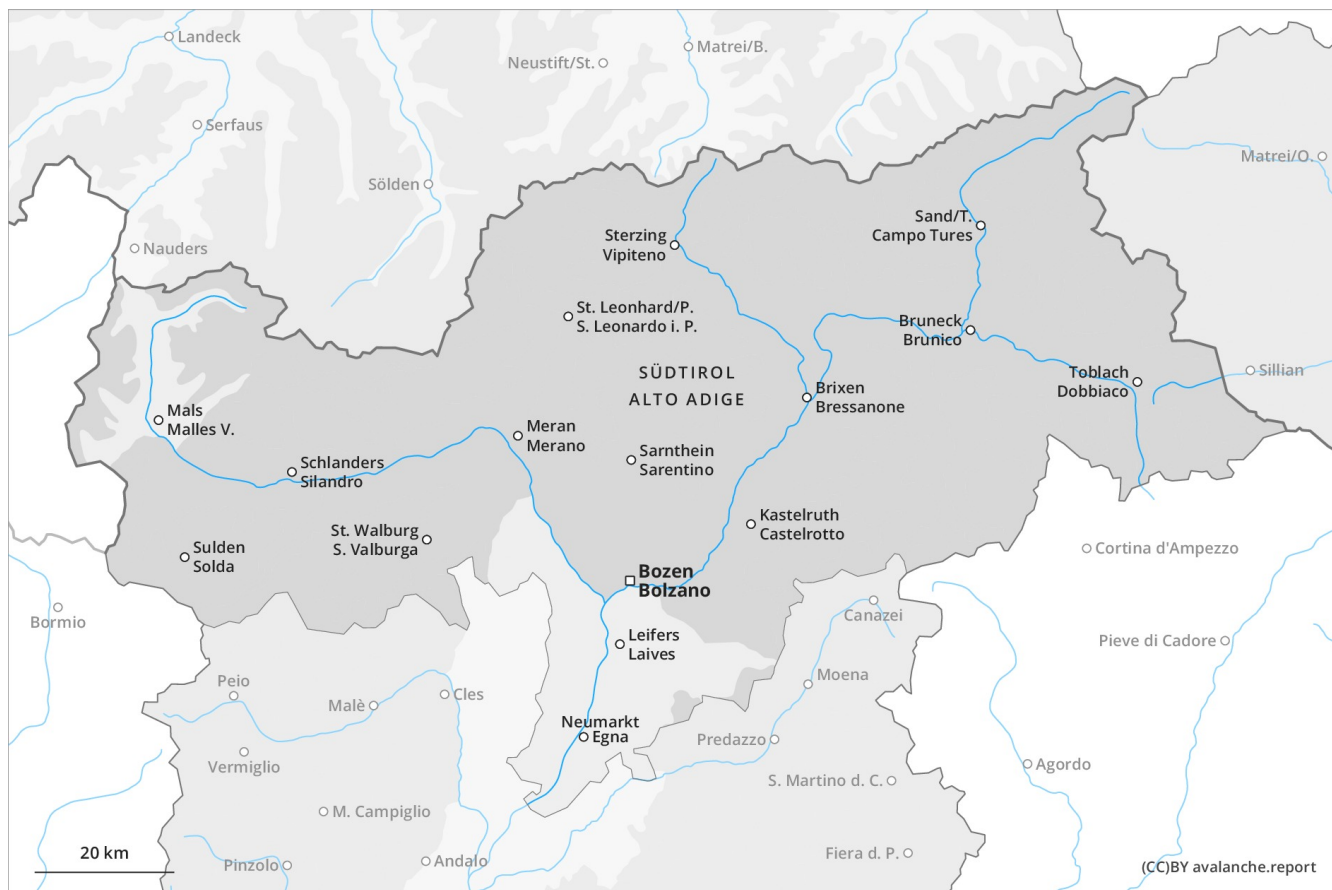 Landeck
Matrei/B.
Neustift/St.
Serfaus
Matrei/O.
Sölden
Sand/T.
Campo Tures
Sterzing
Vipiteno
Nauders
St. Leonhard/P.
S. Leonardo i. P.
Bruneck
Brunico
SÜDTIROL
ALTO ADIGE
Toblach
Dobbiaco
Sillian
Brixen
Bressanone
Mals
Malles V.
Meran
Merano
Sarnthein
Sarentino
Schlanders
Silandro
Kastelruth
Castelrotto
St. Walburg
S. Valburga
Sulden
Solda
Cortina d'Ampezzo
Bozen
Bolzano
Bormio
Canazei
Leifers
Laives
Pieve di Cadore
Peio
Moena
Malè
Cles
Neumarkt
Egna
Predazzo
Vermiglio
Agordo
S. Martino d. C.
M. Campiglio
20 km
Pinzolo
Andalo
Fiera d. P.
(CC)BY avalanche.report